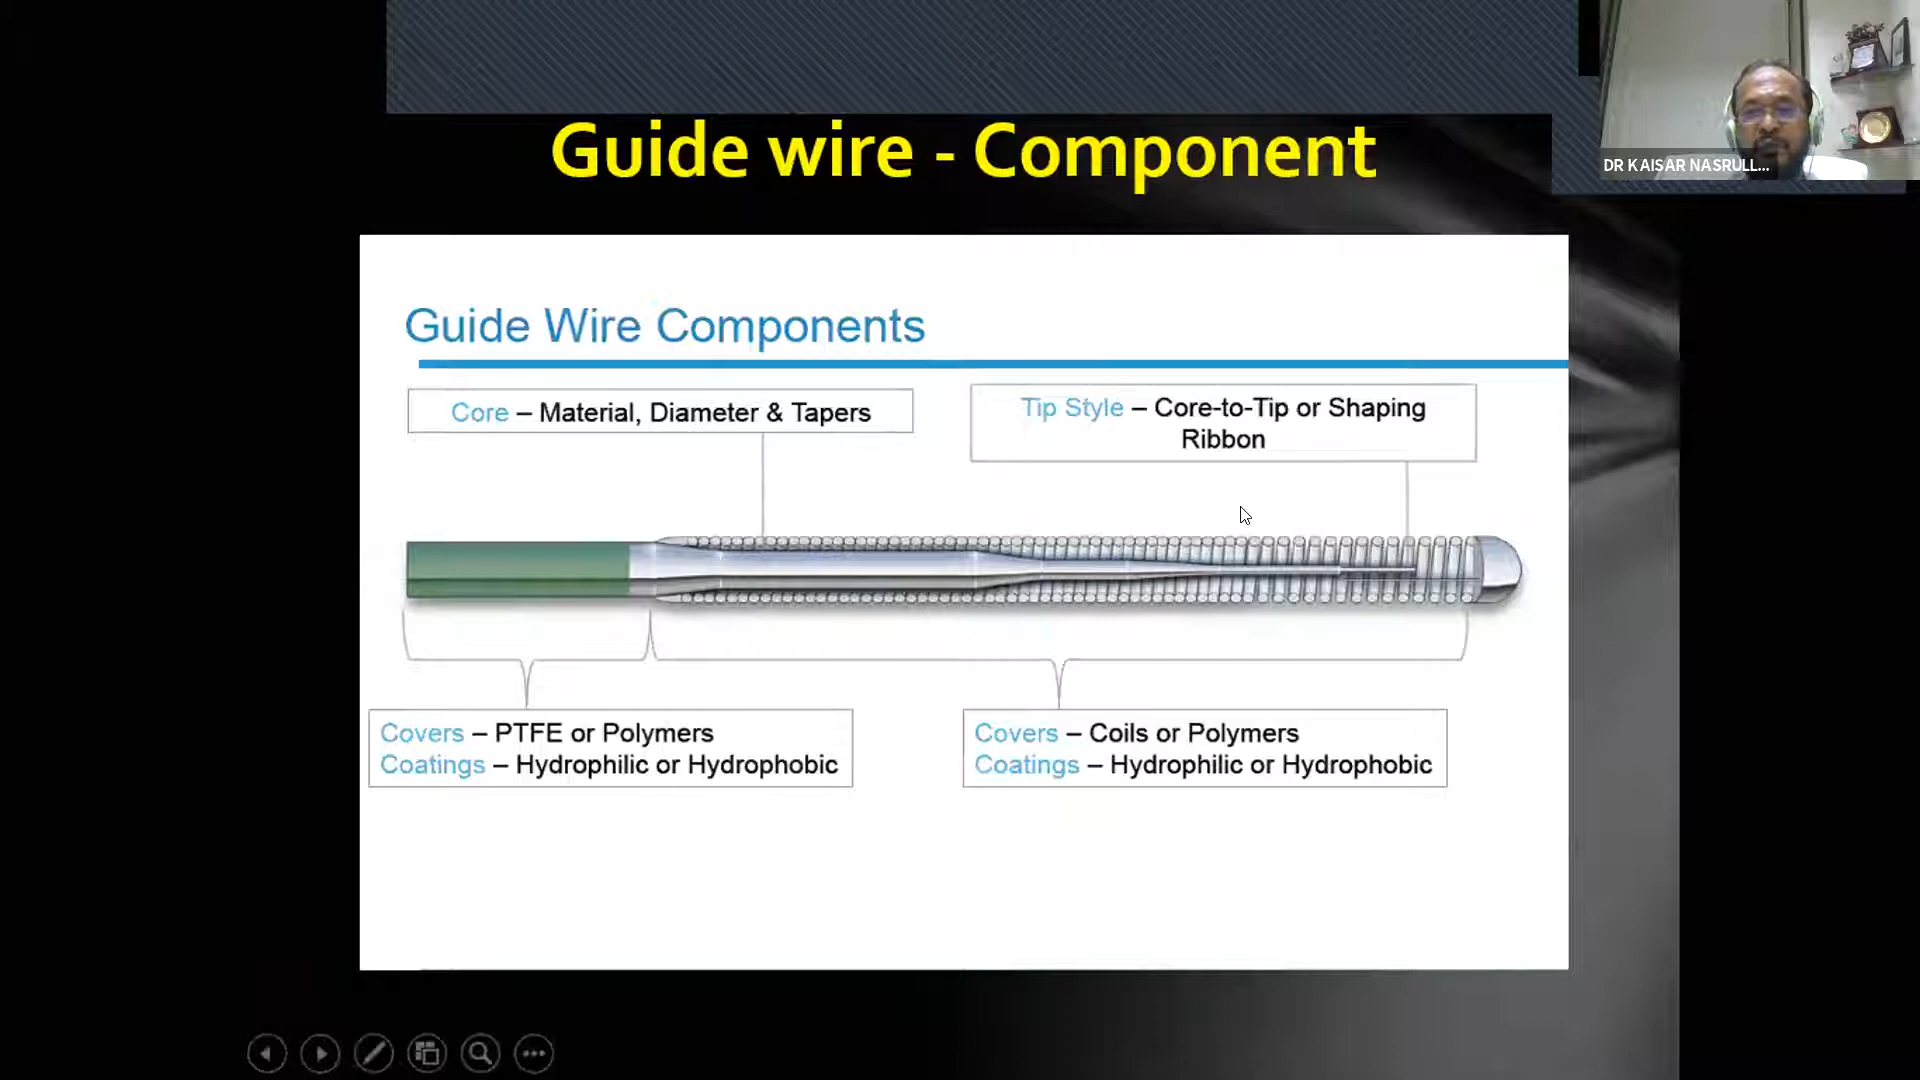 Guide wire - Component
DR KAISAR NASRULL...
Guide Wire Components
Core – Material, Diameter & Tapers
Tip Style – Core-to-Tip or Shaping
Ribbon
Covers – PTFE or Polymers
Coatings – Hydrophilic or Hydrophobic
Covers – Coils or Polymers
Coatings – Hydrophilic or Hydrophobic